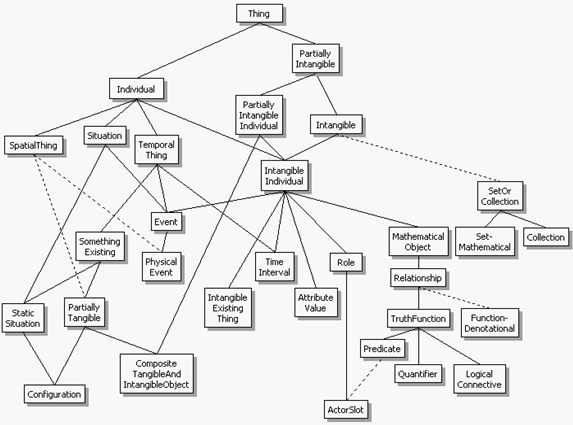 Thing
Partially
Intangible
Individual
Partially
Intangible
Individual
Intangible
SpatialThing
Situation
Temporal
Thing
Intangible
Individual
SetOr
Collection
Event
Something
Existing
Physical
Event
Time
Interval
Role
Mathematical
Object
Set-
Mathematical
Collection
Relationship
Static
Situation
Partially
Tangible
Intangible
Existing
Thing
Attribute
Value
TruthFunction
Function-
Denotational
Predicate
Composite
TangibleAnd
IntangibleObject
Quantifier
Logical
Connective
Configuration
ActorSlot